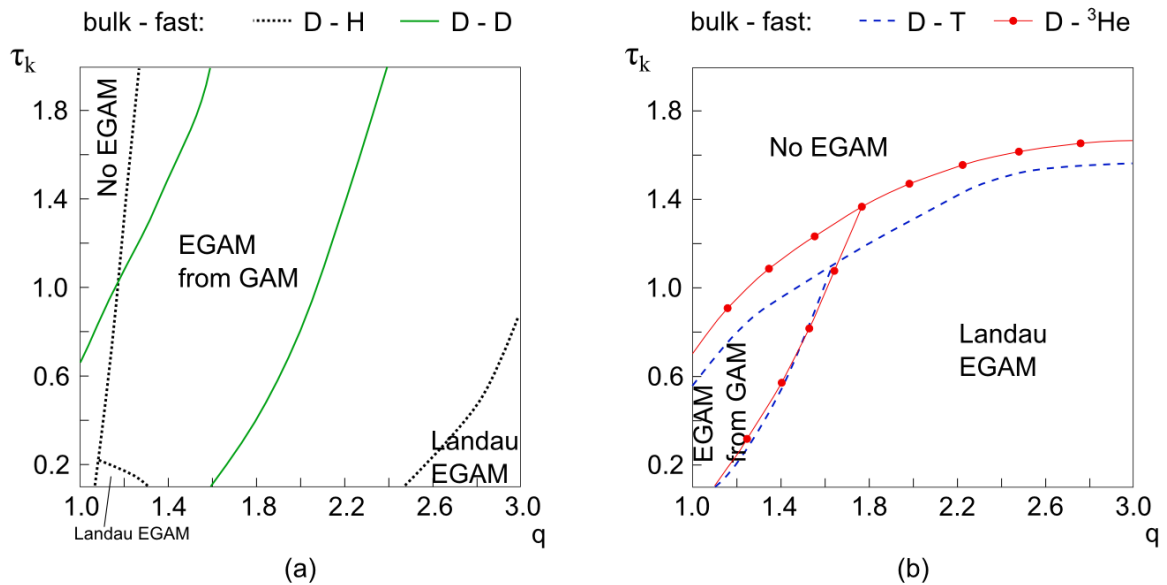 bulk - fast: D - H D - D
τk
1.8
1.4
1.0
0.6
0.2
No EGAM
EGAM
from GAM
Landau
EGAM
1.0 1.4 1.8 2.2 2.6 3.0
q
Landau EGAM
(a)
bulk - fast: D - T D - ³He
τk
1.8
1.4
1.0
0.6
0.2
No EGAM
EGAM
from GAM
Landau
EGAM
1.0 1.4 1.8 2.2 2.6 3.0
q
(b)